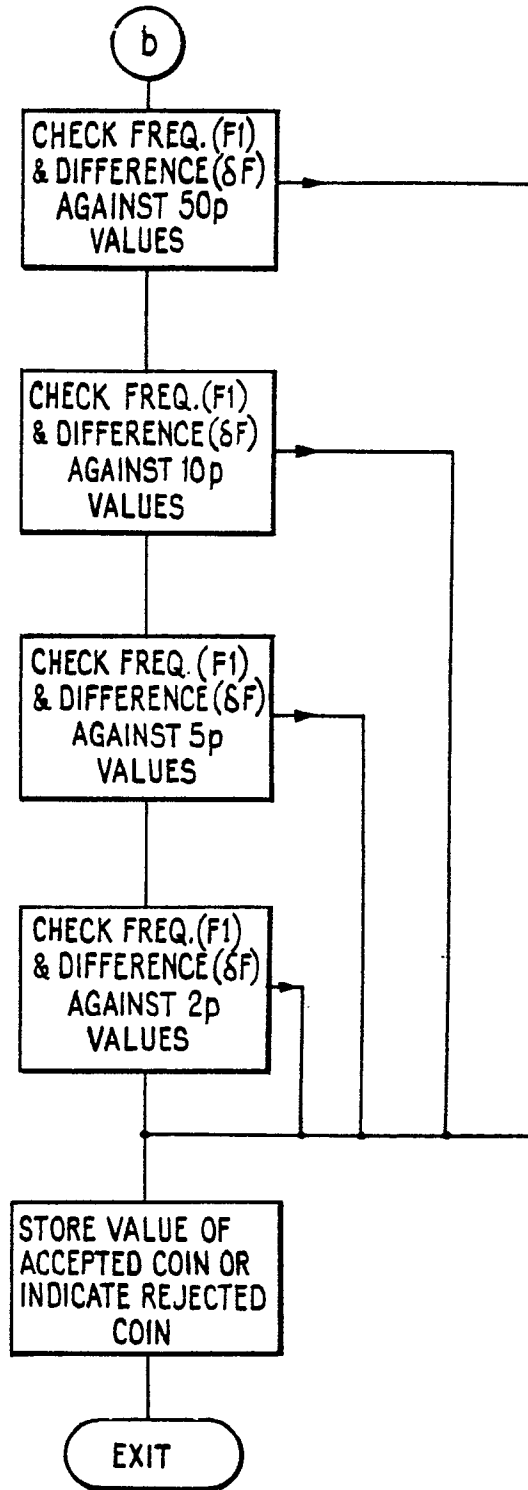 b
CHECK FREQ.(F1)
& DIFFERENCE(δF)
AGAINST 50p
VALUES
CHECK FREQ.(F1)
& DIFFERENCE(δF)
AGAINST 10p
VALUES
CHECK FREQ.(F1)
& DIFFERENCE(δF)
AGAINST 5p
VALUES
CHECK FREQ.(F1)
& DIFFERENCE(δF)
AGAINST 2p
VALUES
STORE VALUE OF
ACCEPTED COIN OR
INDICATE REJECTED
COIN
EXIT